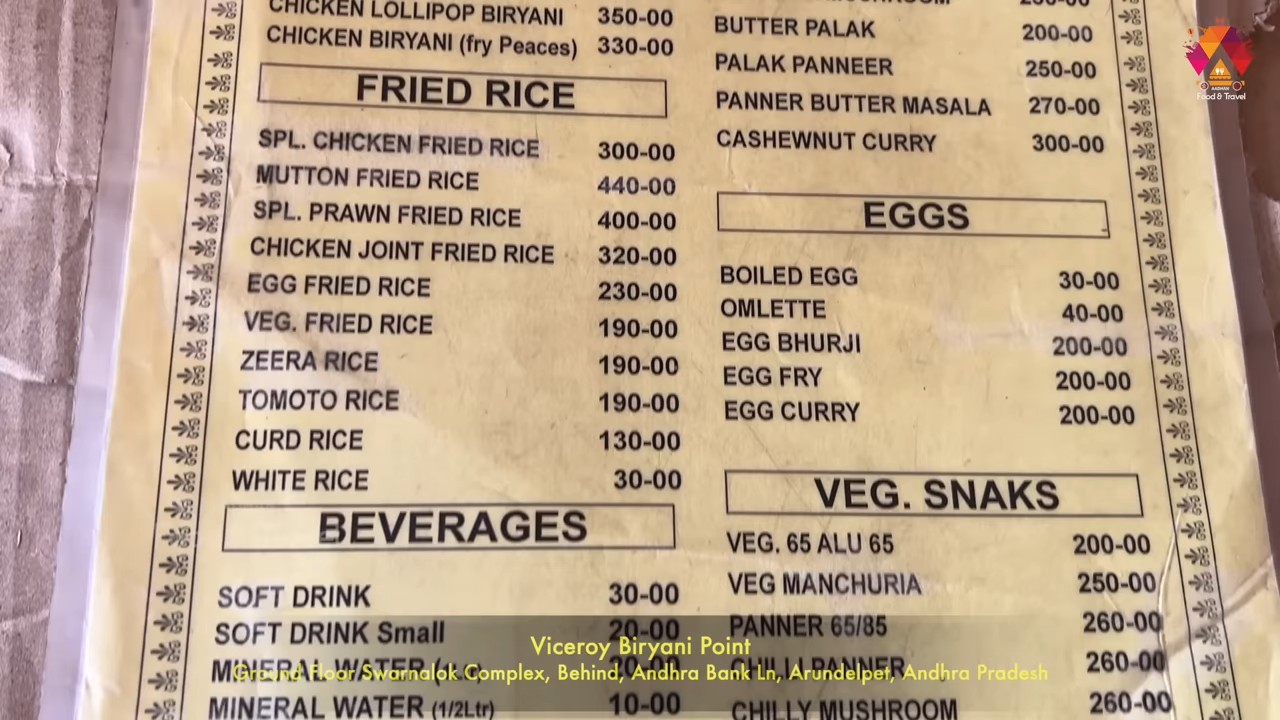 CHICKEN LOLLIPOP BIRYANI 350-00
CHICKEN BIRYANI (fry Peaces) 330-00
FRIED RICE
SPL. CHICKEN FRIED RICE 300-00
MUTTON FRIED RICE 440-00
SPL. PRAWN FRIED RICE 400-00
CHICKEN JOINT FRIED RICE 320-00
EGG FRIED RICE 230-00
VEG. FRIED RICE 190-00
ZEERA RICE 190-00
TOMOTO RICE 190-00
CURD RICE 130-00
WHITE RICE 30-00
BEVERAGES
SOFT DRINK 30-00
SOFT DRINK Small 20-00
MINERAL WATER 20-00
MINERAL WATER (1/2Ltr) 10-00
BUTTER PALAK 200-00
PALAK PANNEER 250-00
PANNER BUTTER MASALA 270-00
CASHEWNUT CURRY 300-00
EGGS
BOILED EGG 30-00
OMLETTE 40-00
EGG BHURJI 200-00
EGG FRY 200-00
EGG CURRY 200-00
VEG. SNAKS
VEG. 65 ALU 65 200-00
VEG MANCHURIA 250-00
PANNER 65/85 260-00
CHILLI PANNER 260-00
CHILLY MUSHROOM 260-00
AADHAN
Food & Travel
Viceroy Biryani Point
Ground Floor Swarnalok Complex, Behind, Andhra Bank Ln, Arundelpet, Andhra Pradesh